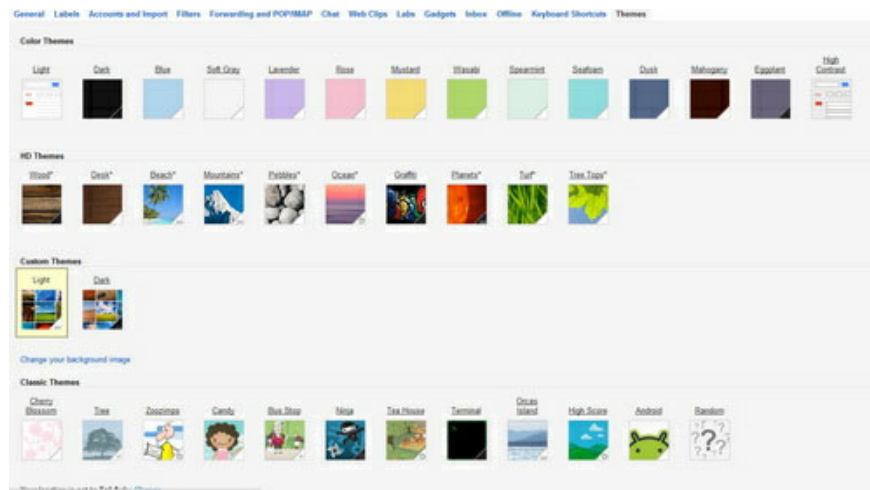 General Labels Accounts and Import Filters Forwarding and POP/IMAP Chat Web Clips Labs Gadgets Inbox Offline Keyboard Shortcuts Themes
Color Themes
Light Dark Blue Soft Gray Lavender Rose Mustard Wasabi Spearmint Seafoam Dusk Mahogany Eggplant High Contrast
HD Themes
Wood* Desk* Beach* Mountains* Pebbles* Ocean* Graffiti Planets* Turf* Tree Tops*
Custom Themes
Light Dark
Change your background image
Classic Themes
Cherry Blossom Tree Zoozimps Candy Bus Stop Ninja Tea House Terminal Orcas Island High Score Android Random